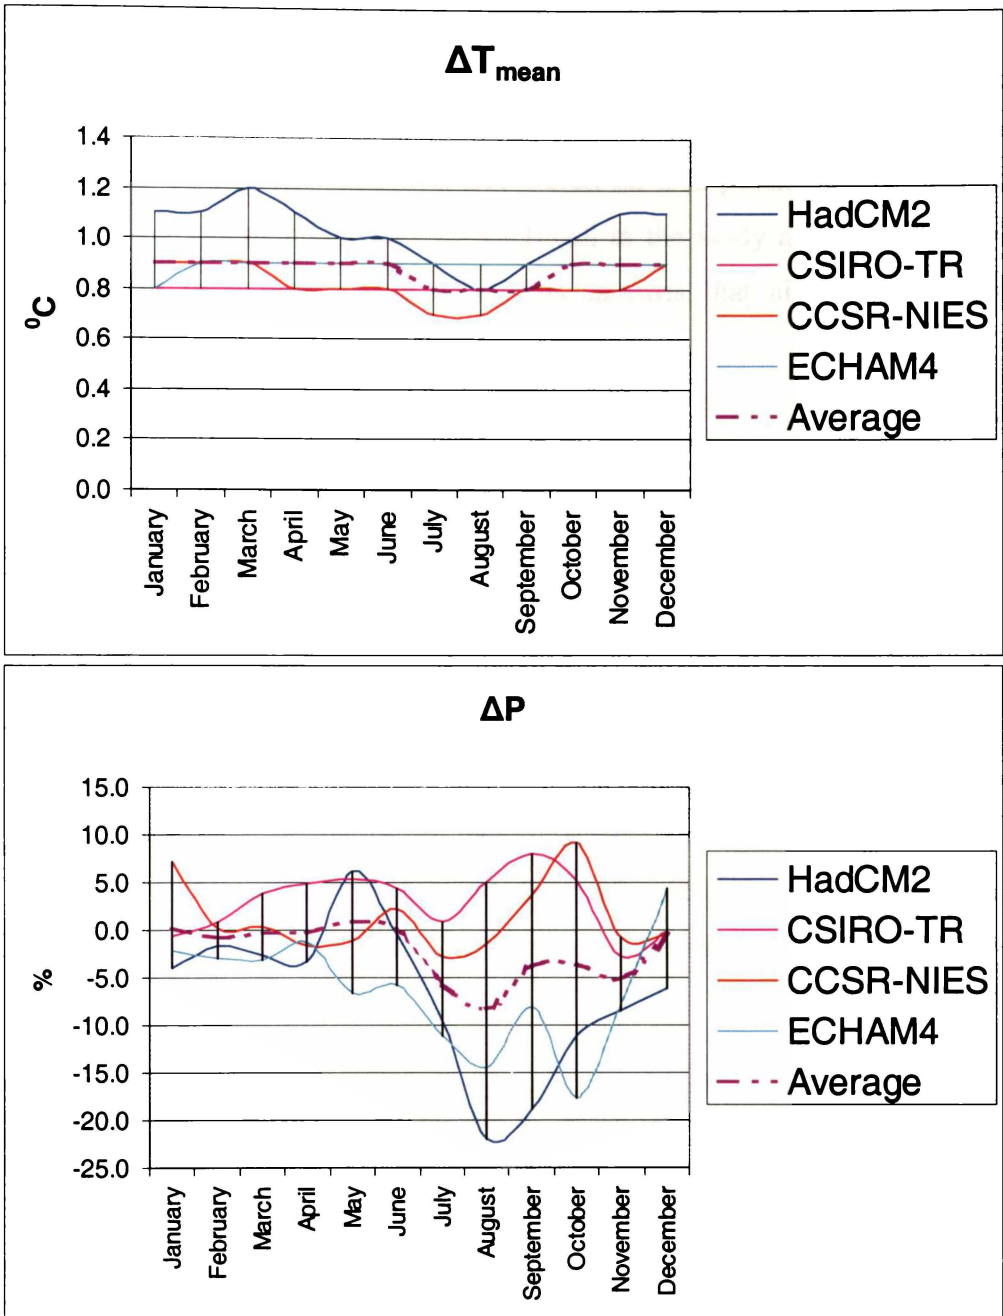 ΔTmean
1.4
1.2
1.0
0.8
0.6
0.4
0.2
0.0
⁰C
January
February
March
April
May
June
July
August
September
October
November
December
HadCM2
CSIRO-TR
CCSR-NIES
ECHAM4
Average
ΔP
15.0
10.0
5.0
0.0
-5.0
-10.0
-15.0
-20.0
-25.0
%
January
February
March
April
May
June
July
August
September
October
November
December
HadCM2
CSIRO-TR
CCSR-NIES
ECHAM4
Average